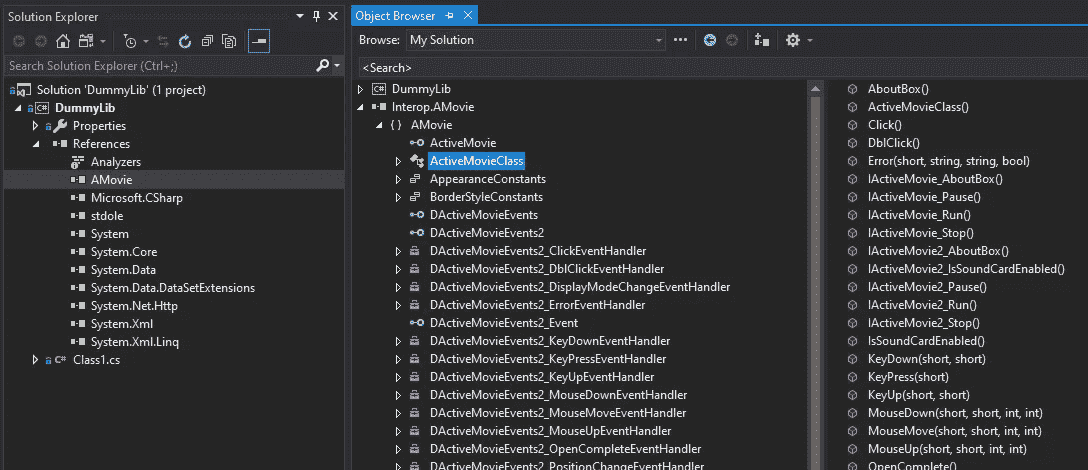 Solution Explorer
Search Solution Explorer (Ctrl+;)
Solution 'DummyLib' (1 project)
C# DummyLib
Properties
References
Analyzers
AMovie
Microsoft.CSharp
stdole
System
System.Core
System.Data
System.Data.DataSetExtensions
System.Net.Http
System.Xml
System.Xml.Linq
C# Class1.cs
Object Browser
Browse: My Solution
<Search>
C# DummyLib
Interop.AMovie
{ } AMovie
ActiveMovie
ActiveMovieClass
AppearanceConstants
BorderStyleConstants
DActiveMovieEvents
DActiveMovieEvents2
DActiveMovieEvents2_ClickEventHandler
DActiveMovieEvents2_DblClickEventHandler
DActiveMovieEvents2_DisplayModeChangeEventHandler
DActiveMovieEvents2_ErrorEventHandler
DActiveMovieEvents2_Event
DActiveMovieEvents2_KeyDownEventHandler
DActiveMovieEvents2_KeyPressEventHandler
DActiveMovieEvents2_KeyUpEventHandler
DActiveMovieEvents2_MouseDownEventHandler
DActiveMovieEvents2_MouseMoveEventHandler
DActiveMovieEvents2_MouseUpEventHandler
DActiveMovieEvents2_OpenCompleteEventHandler
DActiveMovieEvents2_PositionChangeEventHandler
AboutBox()
ActiveMovieClass()
Click()
DblClick()
Error(short, string, string, bool)
IActiveMovie_AboutBox()
IActiveMovie_Pause()
IActiveMovie_Run()
IActiveMovie_Stop()
IActiveMovie2_AboutBox()
IActiveMovie2_IsSoundCardEnabled()
IActiveMovie2_Pause()
IActiveMovie2_Run()
IActiveMovie2_Stop()
IsSoundCardEnabled()
KeyDown(short, short)
KeyPress(short)
KeyUp(short, short)
MouseDown(short, short, int, int)
MouseMove(short, short, int, int)
MouseUp(short, short, int, int)
OpenComplete()